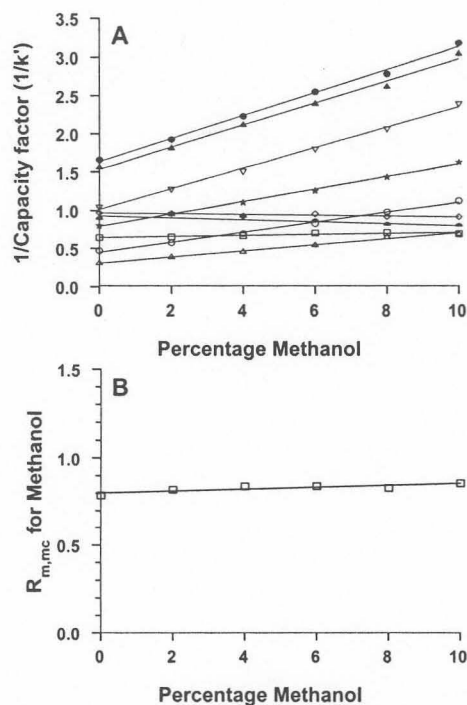 A
1/Capacity factor (1/k')
3.5
3.0
2.5
2.0
1.5
1.0
0.5
0.0
0 2 4 6 8 10
Percentage Methanol
B
R_m,mc for Methanol
1.5
1.0
0.5
0.0
0 2 4 6 8 10
Percentage Methanol